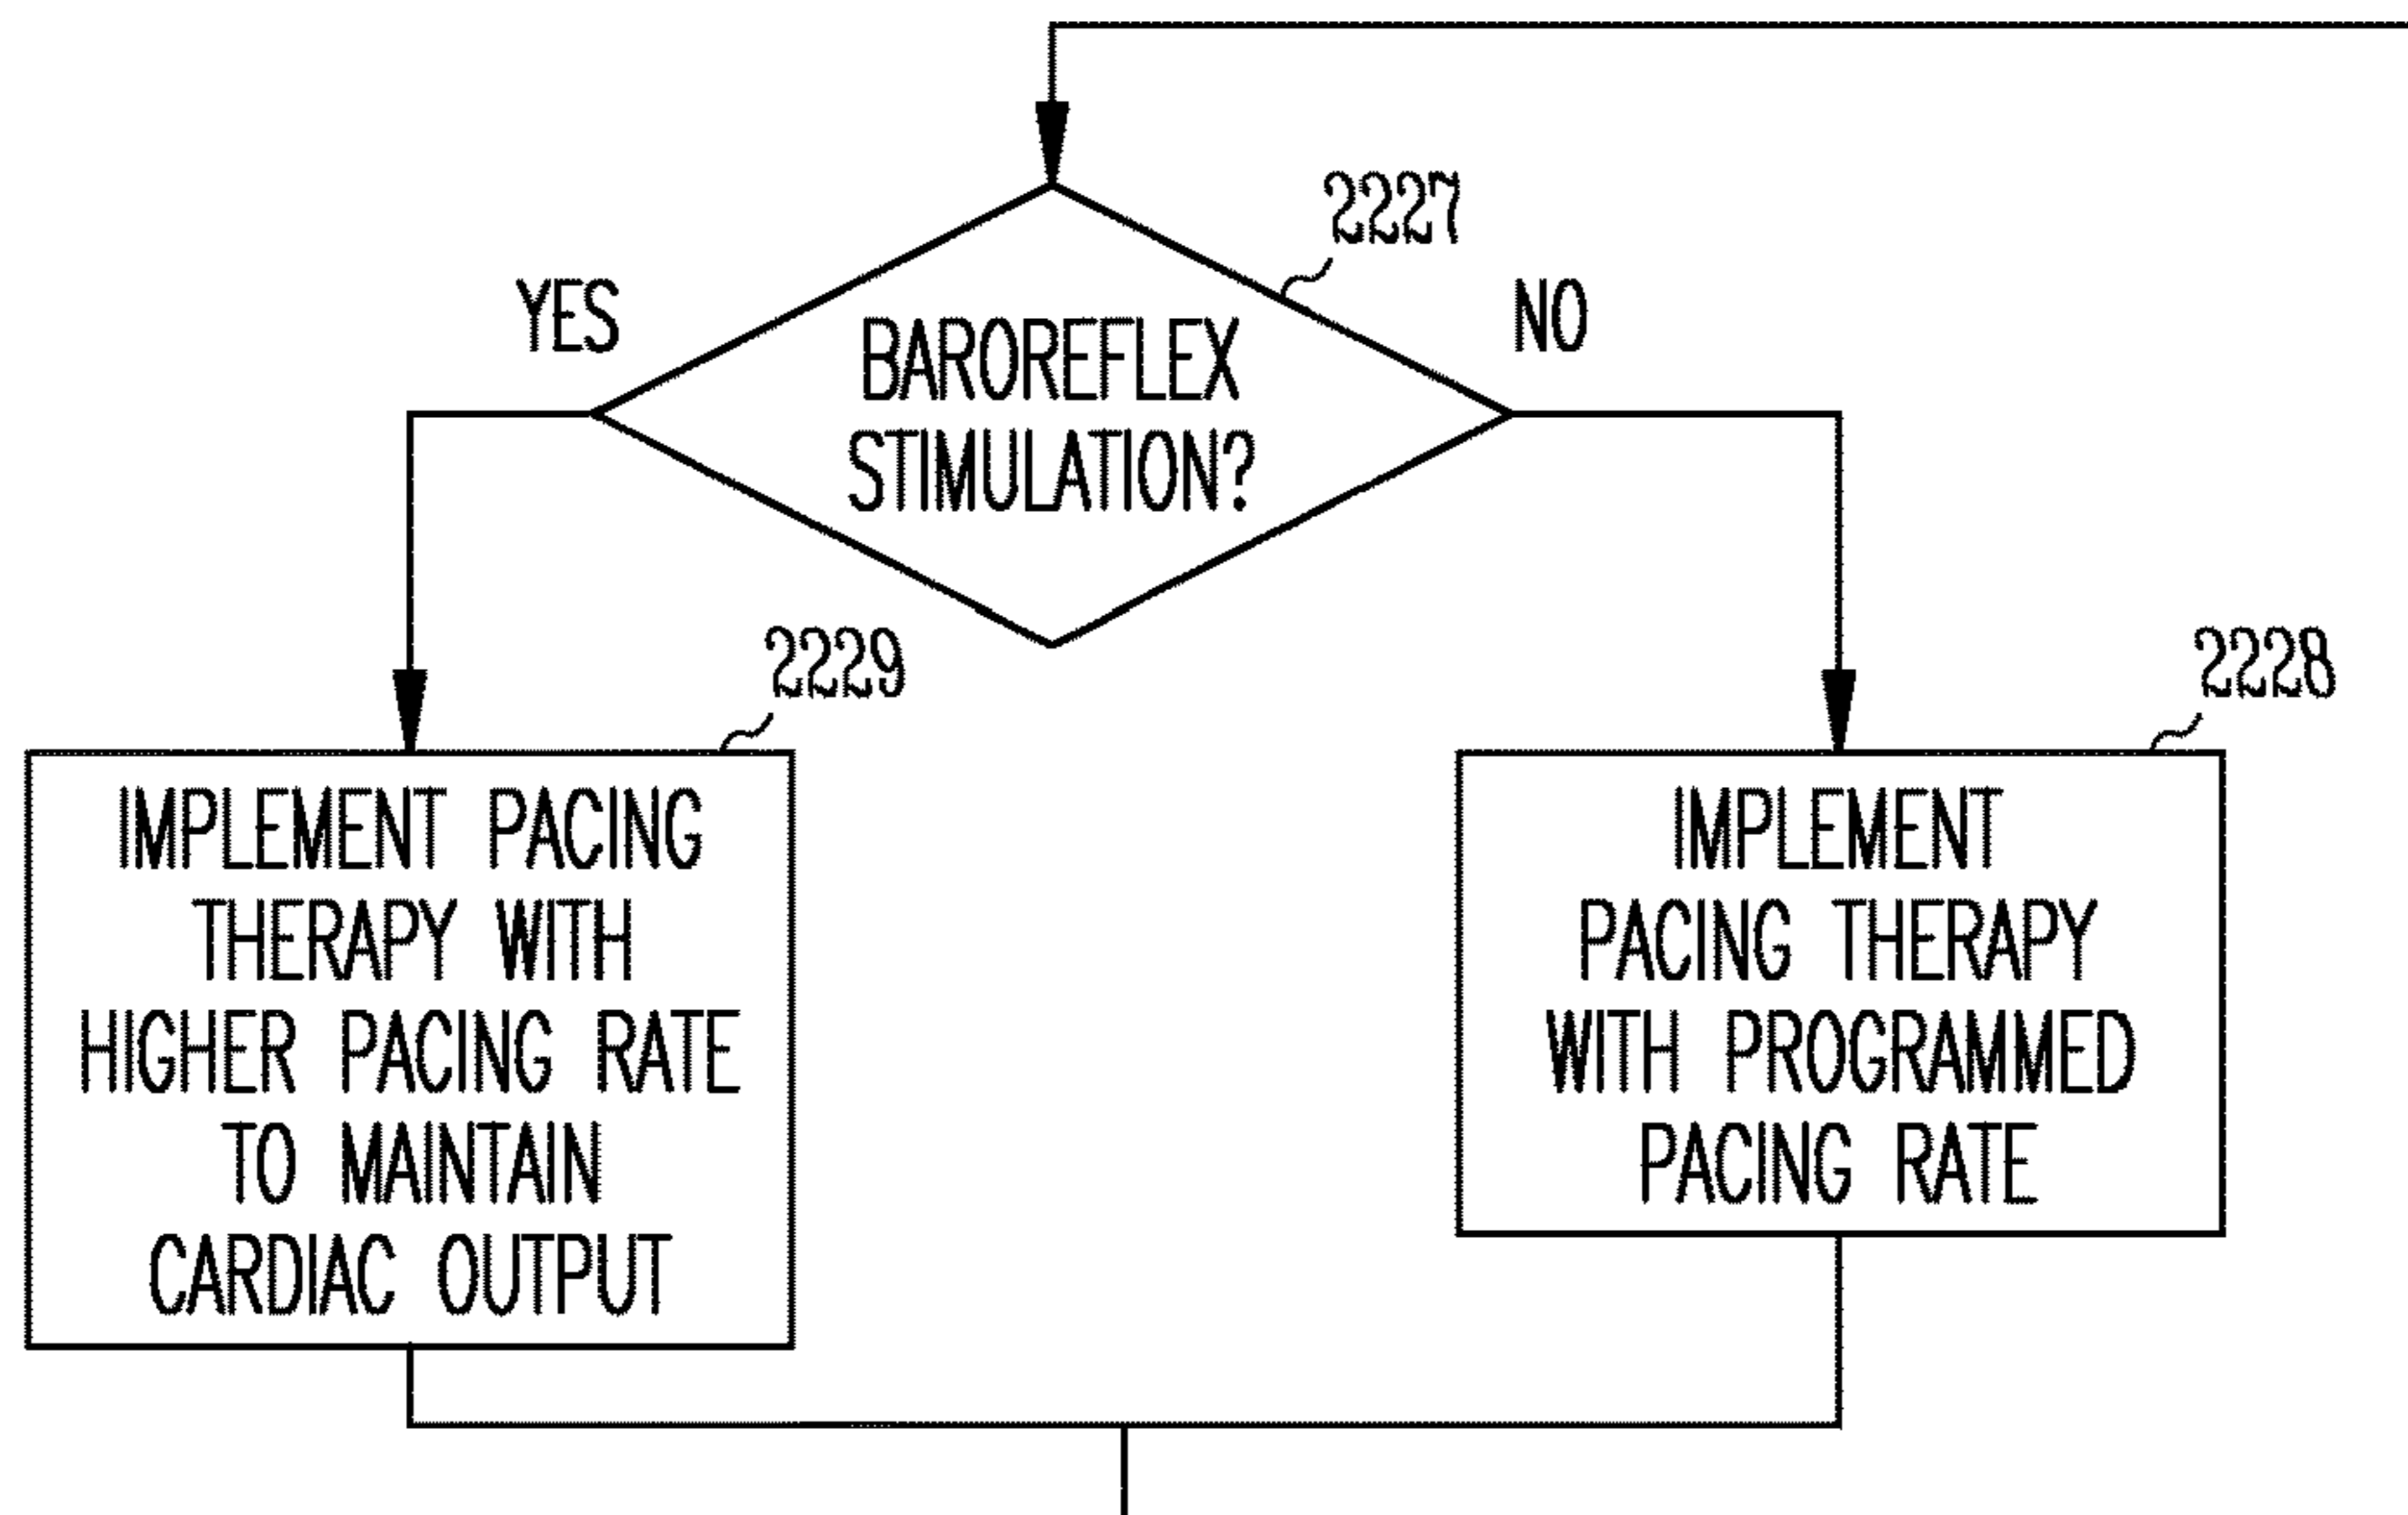 2227
YES
NO
BAROREFLEX
STIMULATION?
2229
2228
IMPLEMENT PACING
THERAPY WITH
HIGHER PACING RATE
TO MAINTAIN
CARDIAC OUTPUT
IMPLEMENT
PACING THERAPY
WITH PROGRAMMED
PACING RATE